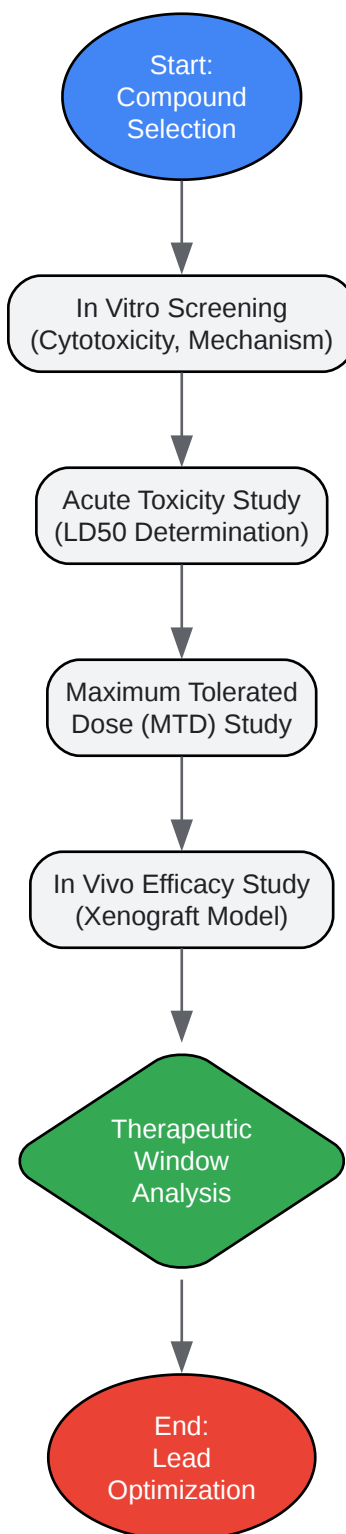 Start:
Compound
Selection
In Vitro Screening
(Cytotoxicity, Mechanism)
Acute Toxicity Study
(LD50 Determination)
Maximum Tolerated
Dose (MTD) Study
In Vivo Efficacy Study
(Xenograft Model)
Therapeutic
Window
Analysis
End:
Lead
Optimization